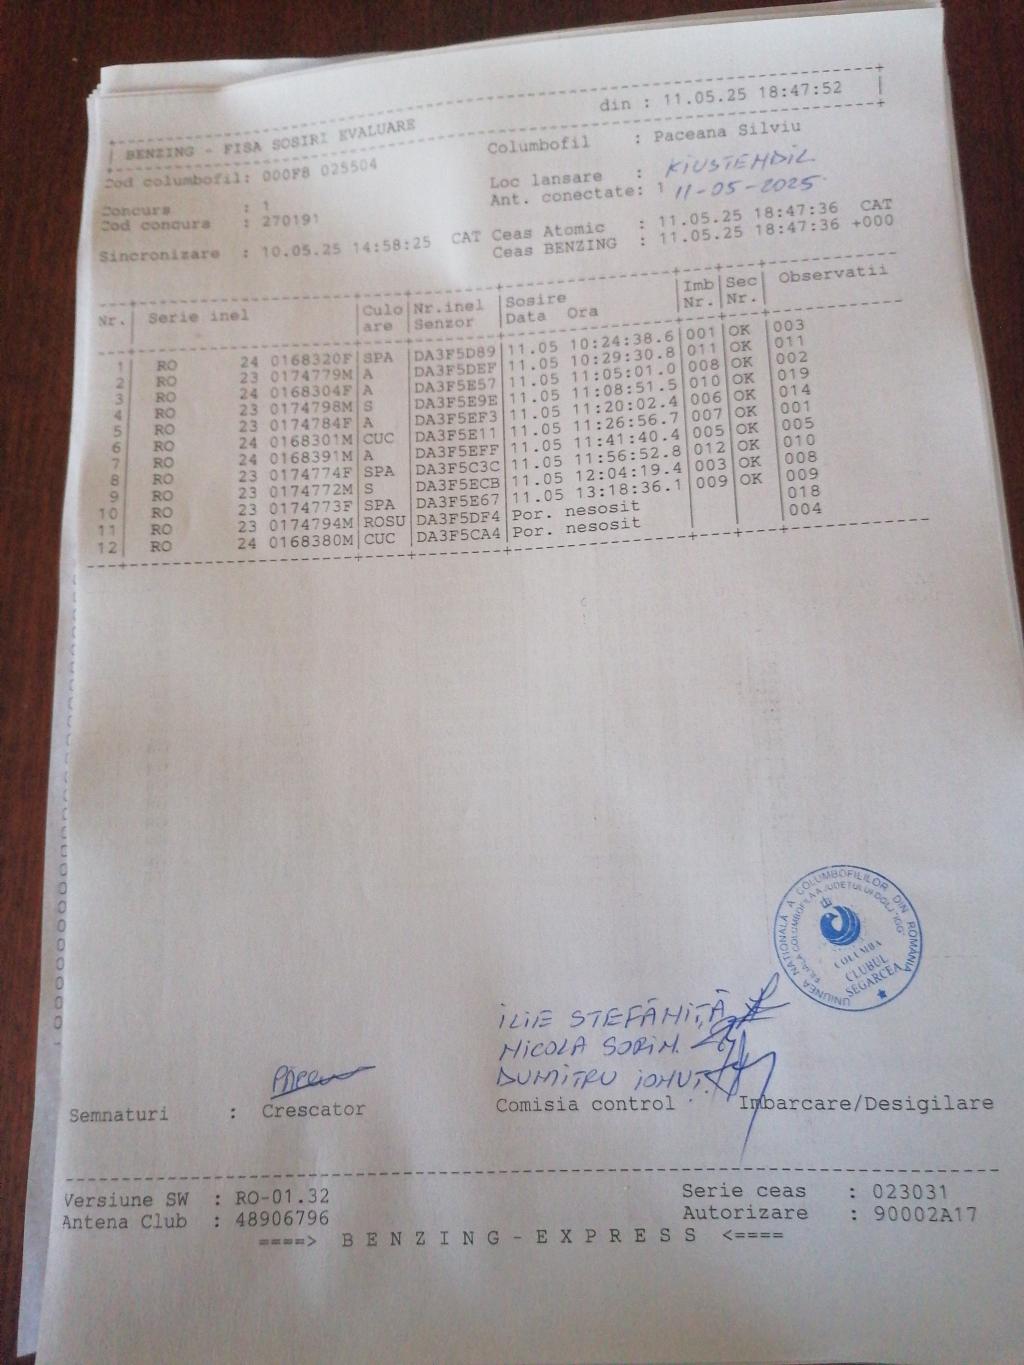 BENZING - FISA SOSIRI EVALUARE din : 11.05.25 18:47:52
Cod columbofil: 000F8 025504 Columbofil : Paceana Silviu
Loc lansare : KIUSTENDIL
Concurs : 1 Ant. conectate: 1 11-05-2025
Cod concurs : 270191 Ceas Atomic : 11.05.25 18:47:36 CAT
Sincronizare : 10.05.25 14:58:25 CAT Ceas BENZING : 11.05.25 18:47:36 +000
Nr. Serie inel Culo Nr.inel Sosire Imb Sec Observatii
are Senzor Data Ora Nr. Nr.
1 RO 24 0168320F SPA DA3F5D89 11.05 10:24:38.6 001 OK 003
2 RO 23 0174779M A DA3F5DEF 11.05 10:29:30.8 011 OK 011
3 RO 24 0168304F A DA3F5E57 11.05 11:05:01.0 008 OK 002
4 RO 23 0174798M S DA3F5E9E 11.05 11:08:51.5 010 OK 019
5 RO 23 0174784F A DA3F5EF3 11.05 11:20:02.4 006 OK 014
6 RO 24 0168301M CUC DA3F5E11 11.05 11:26:56.7 007 OK 001
7 RO 24 0168391M A DA3F5EFF 11.05 11:41:40.4 005 OK 005
8 RO 23 0174774F SPA DA3F5C3C 11.05 11:56:52.8 012 OK 010
9 RO 23 0174772M S DA3F5ECB 11.05 12:04:19.4 003 OK 008
10 RO 23 0174773F SPA DA3F5E67 11.05 13:18:36.1 009 OK 009
11 RO 23 0174794M ROSU DA3F5DF4 Por. nesosit 018
12 RO 24 0168380M CUC DA3F5CA4 Por. nesosit 004
UNIUNEA NAȚIONALĂ A COLUMBOFILILOR DIN ROMANIA
COLUMBA
CLUBUL
SEGARCEA
ILIE STEFĂNIȚĂ
NICOLA SORIN
DUMITRU IONUT
Semnaturi : Crescator Comisia control Imbarcare/Desigilare
Versiune SW : RO-01.32 Serie ceas : 023031
Antena Club : 48906796 Autorizare : 90002A17
====> B E N Z I N G - E X P R E S S <====